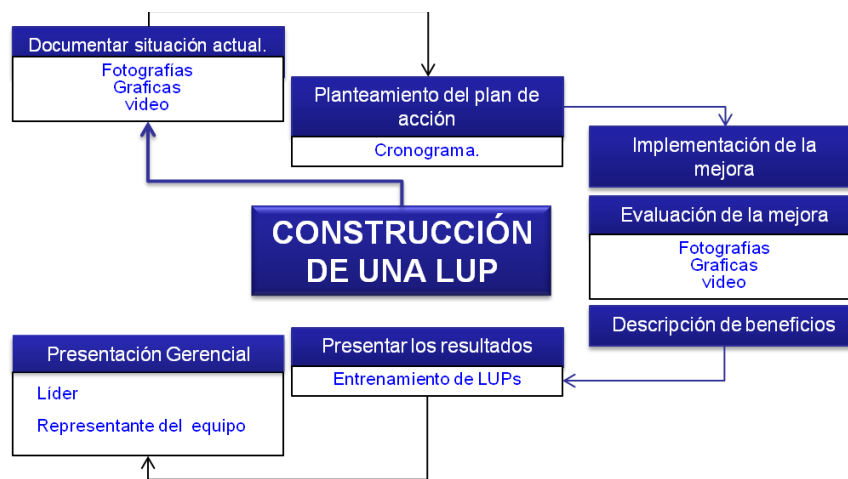 Documentar situación actual.
Fotografías
Graficas
video
Planteamiento del plan de
acción
Cronograma.
Implementación de la
mejora
Evaluación de la mejora
Fotografías
Graficas
video
Descripción de beneficios
CONSTRUCCIÓN
DE UNA LUP
Presentar los resultados
Entrenamiento de LUPs
Presentación Gerencial
Líder
Representante del equipo